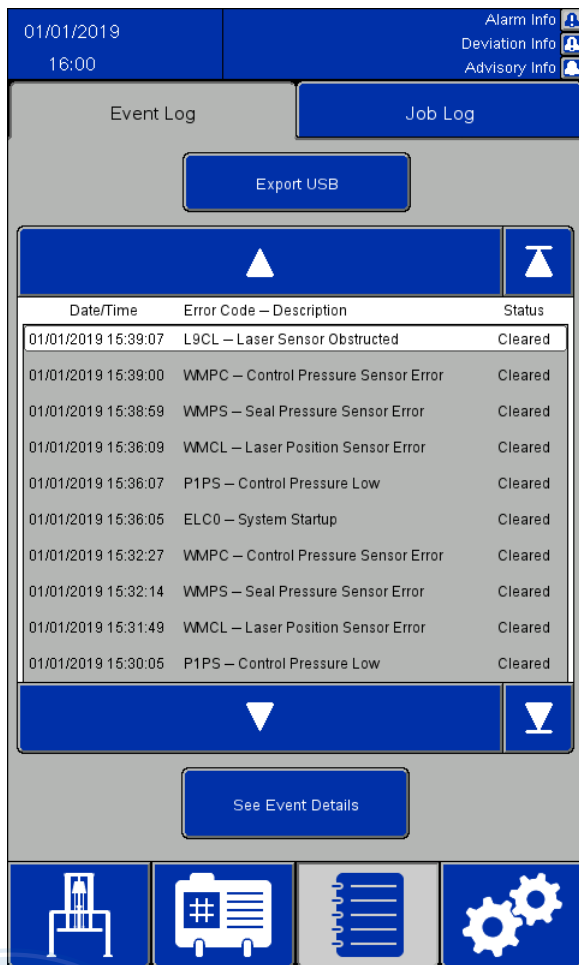 01/01/2019
16:00
Alarm Info
Deviation Info
Advisory Info
Event Log
Job Log
Export USB
Date/Time Error Code – Description Status
01/01/2019 15:39:07 L9CL – Laser Sensor Obstructed Cleared
01/01/2019 15:39:00 WMPC – Control Pressure Sensor Error Cleared
01/01/2019 15:38:59 WMPS – Seal Pressure Sensor Error Cleared
01/01/2019 15:36:09 WMCL – Laser Position Sensor Error Cleared
01/01/2019 15:36:07 P1PS – Control Pressure Low Cleared
01/01/2019 15:36:05 ELC0 – System Startup Cleared
01/01/2019 15:32:27 WMPC – Control Pressure Sensor Error Cleared
01/01/2019 15:32:14 WMPS – Seal Pressure Sensor Error Cleared
01/01/2019 15:31:49 WMCL – Laser Position Sensor Error Cleared
01/01/2019 15:30:05 P1PS – Control Pressure Low Cleared
See Event Details
#